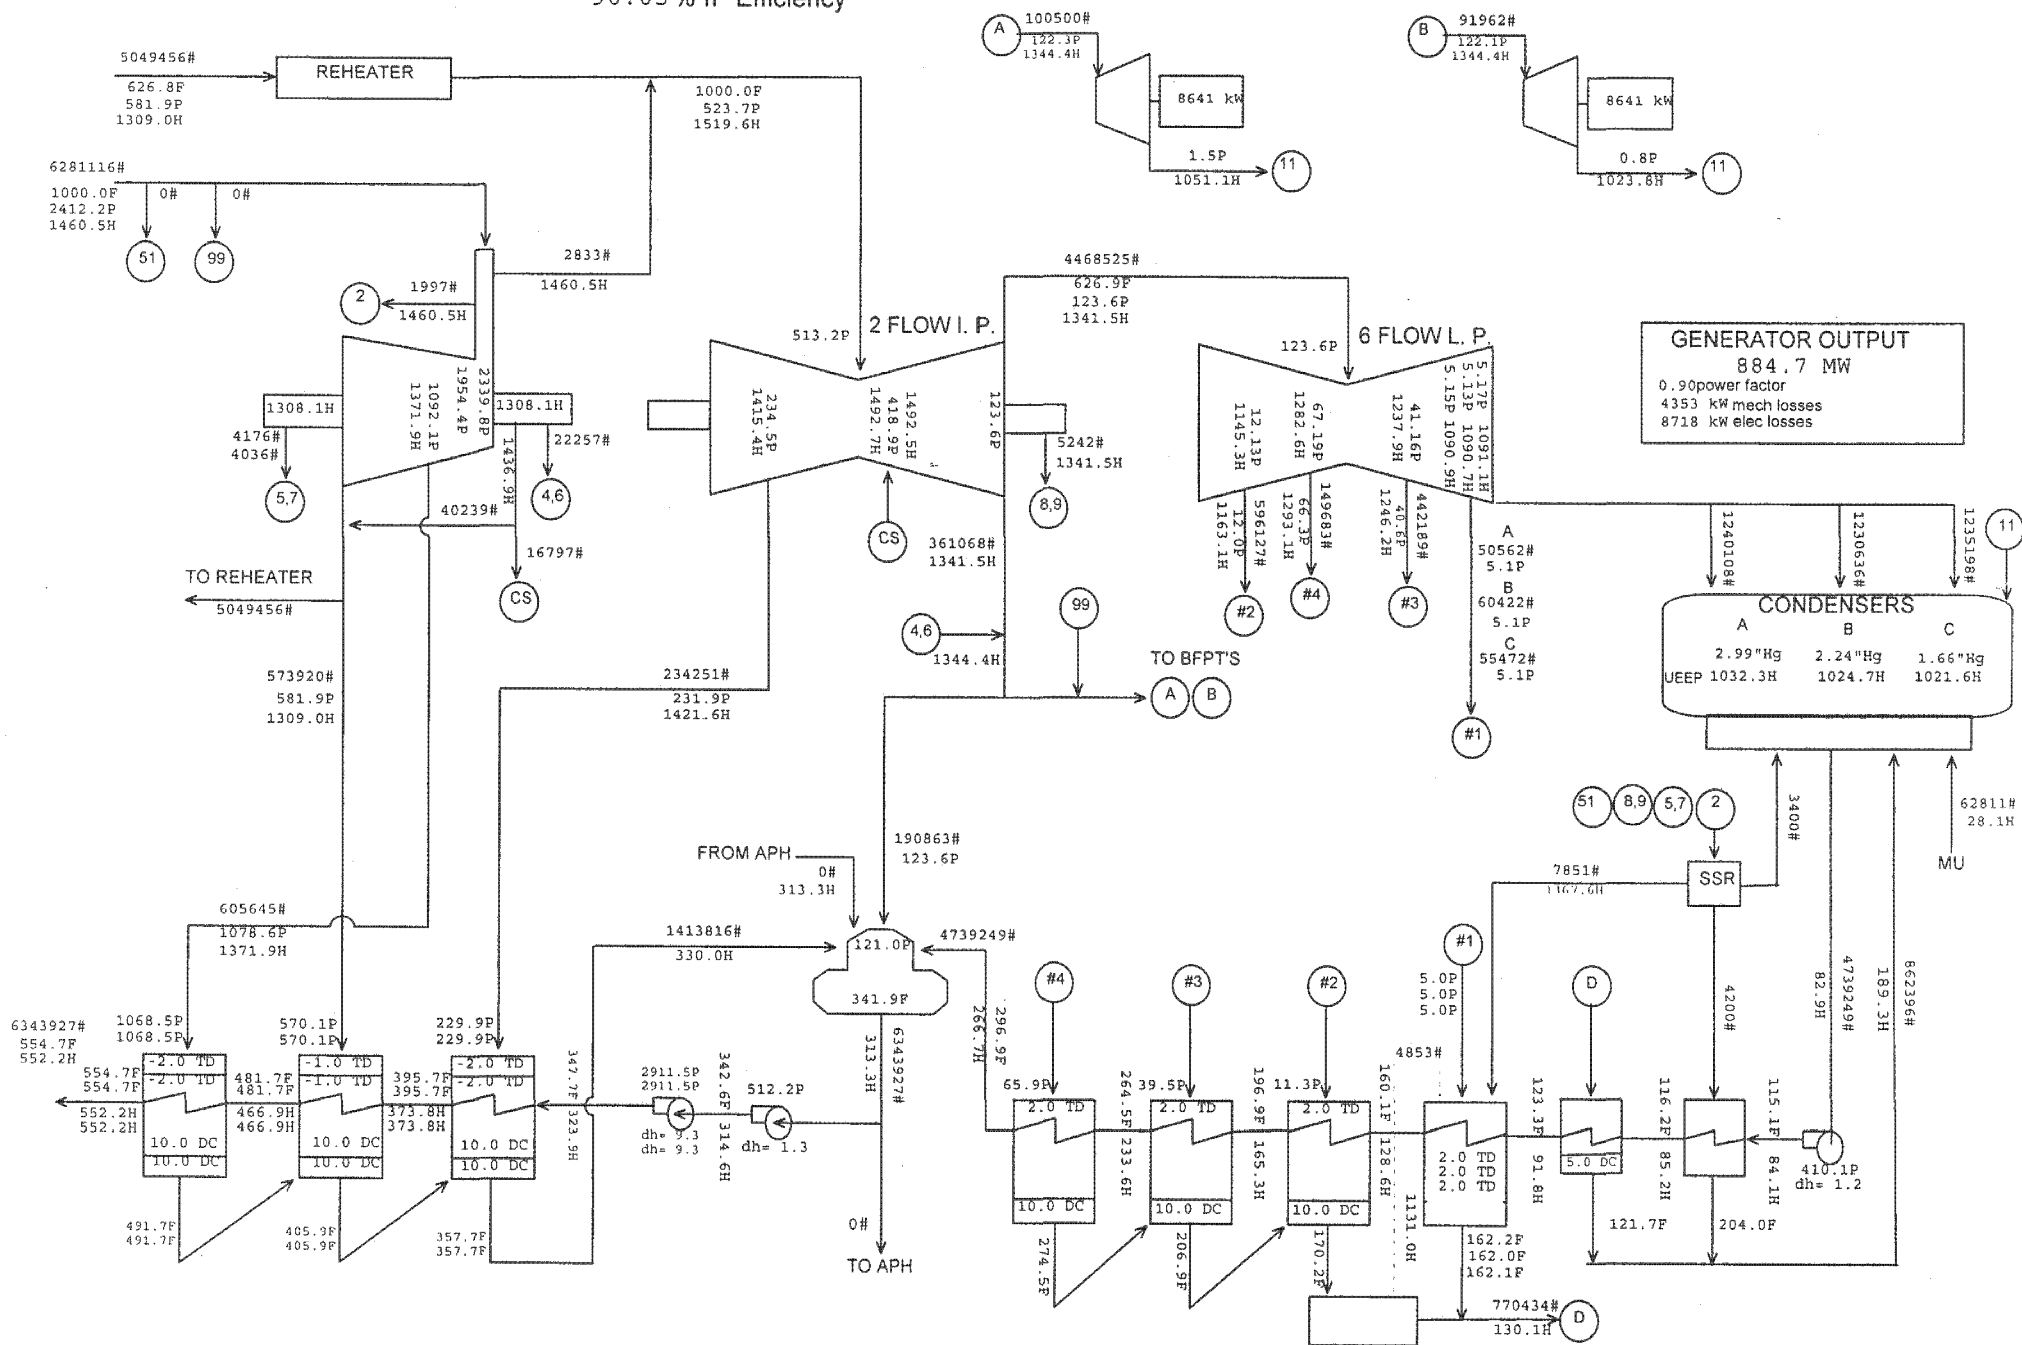 5049456#
626.8F
581.9P
1309.0H
REHEATER
1000.0F
523.7P
1519.6H
A
100500#
122.3P
1344.4H
8641 kW
1.5P
1051.1H
11
B
91962#
122.1P
1344.4H
8641 kW
0.8P
1023.8H
11
6281116#
1000.0F
2412.2P
1460.5H
0#
0#
51
99
2833#
1460.5H
2
1997#
1460.5H
1308.1H
4176#
4036#
5,7
1371.9H
1092.1P
1954.4P
2339.8P
1308.1H
22257#
4,6
1436.9H
40239#
16797#
CS
TO REHEATER
5049456#
573920#
581.9P
1309.0H
605645#
1078.6P
1371.9H
513.2P
2 FLOW I. P.
1415.4H
234.5P
1492.7H
418.9P
1492.5H
123.6P
CS
5242#
1341.5H
8,9
361068#
1341.5H
4,6
1344.4H
99
TO BFPT'S
A
B
234251#
231.9P
1421.6H
4468525#
626.9F
123.6P
1341.5H
6 FLOW L. P.
123.6P
1145.3H
12.13P
1282.6H
67.19P
1237.9H
41.16P
5.15P 1090.9H
5.13P 1090.7H
5.17P 1091.1H
1163.1H
12.0P
596127#
1293.1H
66.3P
149683#
1246.2H
40.6P
442189#
#2
#4
#3
A
50562#
5.1P
B
60422#
5.1P
C
55472#
5.1P
#1
GENERATOR OUTPUT
884.7 MW
0.90power factor
4353 kW mech losses
8718 kW elec losses
1240108#
1230636#
1235198#
11
CONDENSERS
A B C
2.99"Hg 2.24"Hg 1.66"Hg
UEEP 1032.3H 1024.7H 1021.6H
51
8,9
5,7
2
SSR
3400#
62811#
28.1H
MU
7851#
4200#
82.9H
4739249#
189.3H
862396#
FROM APH
0#
313.3H
190863#
123.6P
1413816#
330.0H
121.0P
341.9F
4739249#
313.3H
6343927#
0#
TO APH
266.7H
296.9F
6343927#
554.7F
552.2H
554.7F
554.7F
552.2H
552.2H
1068.5P
1068.5P
-2.0 TD
-2.0 TD
10.0 DC
10.0 DC
491.7F
491.7F
481.7F
481.7F
466.9H
466.9H
570.1P
570.1P
-1.0 TD
-1.0 TD
10.0 DC
10.0 DC
405.9F
405.9F
395.7F
395.7F
373.8H
373.8H
229.9P
229.9P
-2.0 TD
-2.0 TD
10.0 DC
10.0 DC
357.7F
357.7F
347.7F 323.9H
2911.5P
2911.5P
dh= 9.3
dh= 9.3
342.6F 314.6H
512.2P
dh= 1.3
#4
65.9P
2.0 TD
10.0 DC
274.5F
264.5F 233.6H
#3
39.5P
2.0 TD
10.0 DC
206.9F
196.9F 165.3H
#2
11.3P
2.0 TD
10.0 DC
170.2F
160.1F 128.6H
#1
5.0P
5.0P
5.0P
4853#
1131.0H
2.0 TD
2.0 TD
2.0 TD
162.2F
162.0F
162.1F
123.3F 91.8H
D
5.0 DC
121.7F
116.2F 85.2H
204.0F
115.1F 84.1H
410.1P
dh= 1.2
770434#
130.1H
D